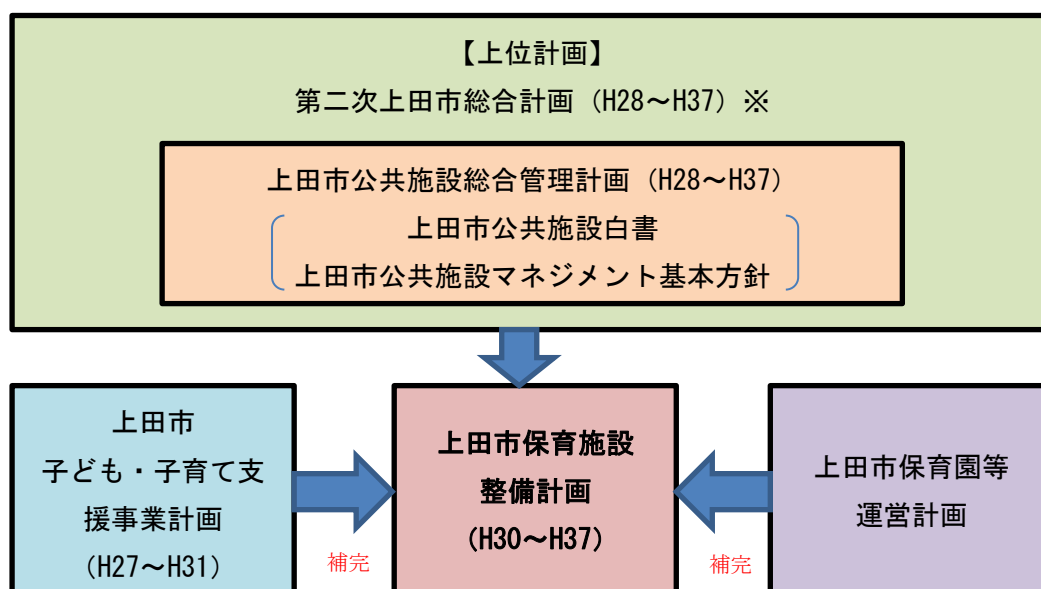 【上位計画】
第二次上田市総合計画（H28～H37）※
上田市公共施設総合管理計画（H28～H37）
上田市公共施設白書
上田市公共施設マネジメント基本方針
上田市
子ども・子育て支
援事業計画
（H27～H31）
補完
上田市保育施設
整備計画
（H30～H37）
補完
上田市保育園等
運営計画